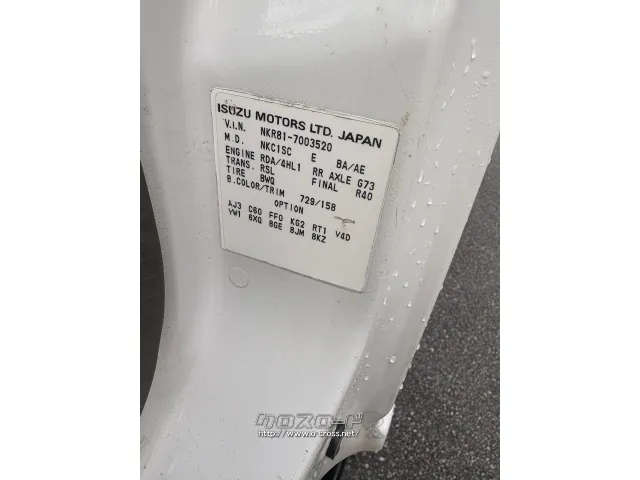 ISUZU MOTORS LTD. JAPAN
V.I.N. NKR81-7003520
M.D. NKC1SC E BA/AE
ENGINE RDA/4HL1 RR AXLE G73
TRANS. RSL FINAL R40
TIRE BWQ
B.COLOR/TRIM 729/158
OPTION
AJ3 C60 FF0 KG2 RT1 V4D
YW1 6XQ 8GE 8JM 8KZ
クロスロード
http://www.o-cross.net/